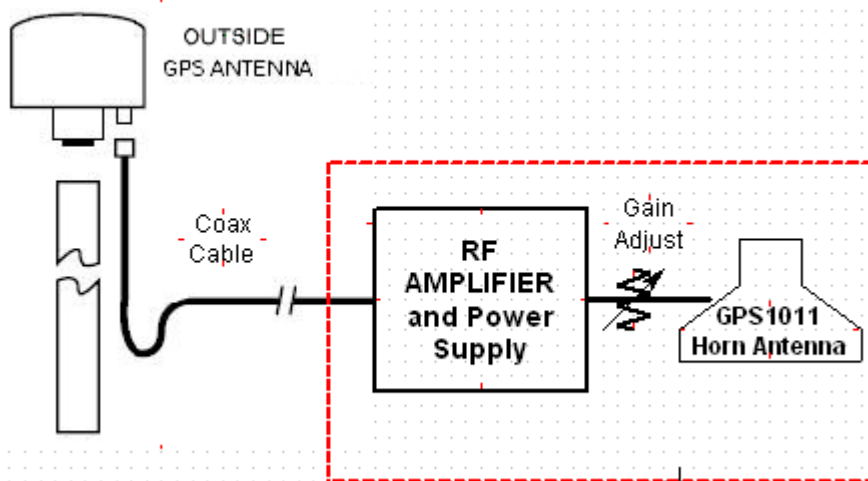 OUTSIDE
GPS ANTENNA
Coax
Cable
RF
AMPLIFIER
and Power
Supply
Gain
Adjust
GPS1011
Horn Antenna